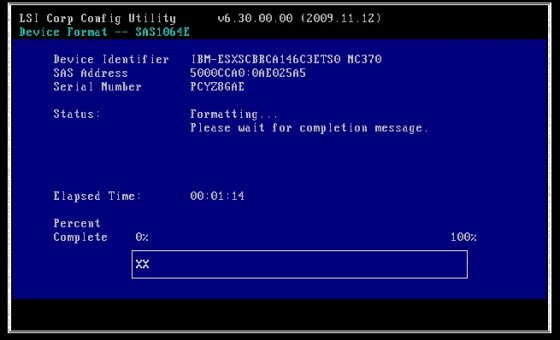 LSI Corp Config Utility v6.30.00.00 (2009.11.12)
Device Format -- SAS1064E
Device Identifier IBM-ESXSCBRCA146C3ETS0 NC370
SAS Address 5000CCA0:0AE025A5
Serial Number PCYZ8GAE
Status: Formatting...
Please wait for completion message.
Elapsed Time: 00:01:14
Percent
Complete 0% 100%
XX